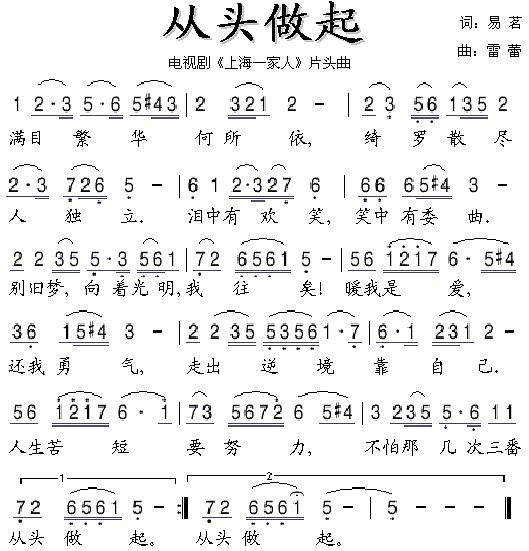 从头做起
词: 易 茗
曲: 雷 蕾
电视剧《上海一家人》片头曲
1 2·3 5·6 5#43 2 321 2 - 2 3 56 135 2
满目 繁 华 何所 依, 绮 罗散 尽
2·3 726 5 - 6 1 2·327 6 66 65#4 3 -
人 独 立. 泪中有 欢 笑, 笑中 有委 曲.
2 2 35 5·3 561 72 6561 5 - 56 1217 6· 5#4
别旧梦, 向 着光明,我 往 矣! 暖我是 爱,
36 15#4 3 - 2 2 35 53561·7 6·1 231 2 -
还我 勇 气, 走出 逆 境 靠 自 己.
56 1217 6· 1 73 5672 6 5#4 3 235 5·6 11
人生苦 短 要 努 力, 不怕那 几 次三番
1 2
72 6561 5 - :‖ 72 6561 5 - 5 - - -
从头 做 起。 从头 做 起。